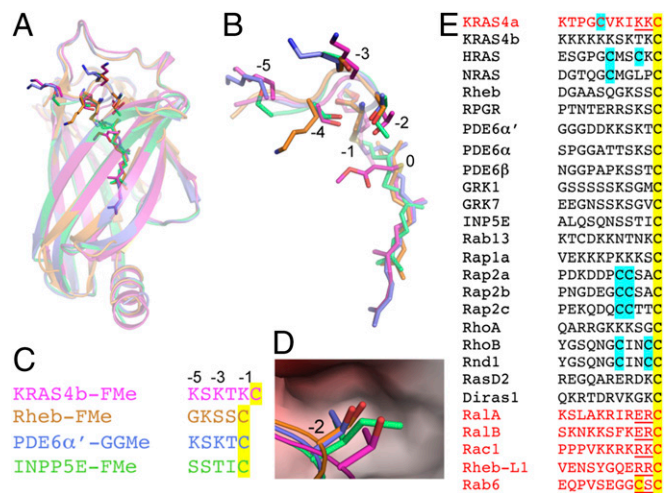 A
B
-5
-3
-4
-2
-1
0
C
-5 -3 -1
KRAS4b-FMe KSKTKC
Rheb-FMe GKSSC
PDE6α’-GGMe KSKTC
INPP5E-FMe SSTIC
D
-2
E
KRAS4a KTPGCVKIKKC
KRAS4b KKKKKKSKTKC
HRAS ESGPGCMSCKC
NRAS DGTQGCMGLPC
Rheb DGAASQGKSSC
RPGR PTNTERRSKSC
PDE6α’ GGGDDKKSKTC
PDE6α SPGGATTSKSC
PDE6β NGGPAPKSSTC
GRK1 GSSSSSKSGMC
GRK7 EEGNSSKSGVC
INP5E ALQSQNSSTIC
Rab13 KTCDKKNTNKC
Rap1a VEKKKPKKKSC
Rap2a PDKDDPCCSAC
Rap2b PNGDEGCCSAC
Rap2c PEKQDQCCTTC
RhoA QARRGKKKSGC
RhoB YGSQNGCINCC
Rnd1 YGSQNGCINCC
RasD2 REGQARERDKC
Diras1 QKRTDRVKGKC
RalA KSLAKRIRERC
RalB SKNKKSFKERC
Rac1 PPPVKKRKRKC
Rheb-L1 VENSYGQERRC
Rab6 EQPVSEGGCSC